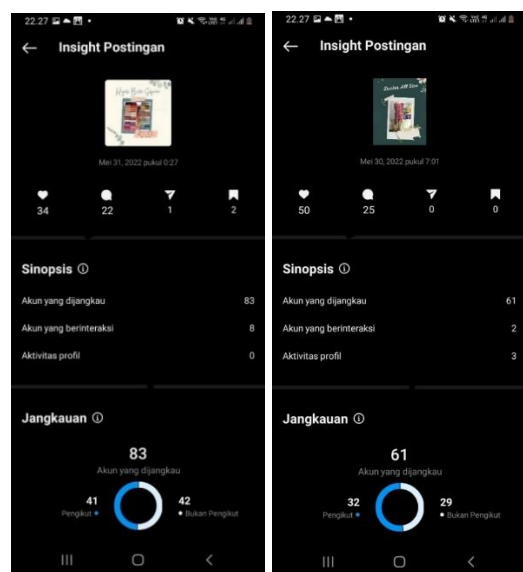 22.27
Insight Postingan
Mei 31, 2022 pukul 0:27
34 22 1 2
Sinopsis
Akun yang dijangkau 83
Akun yang berinteraksi 8
Aktivitas profil 0
Jangkauan
83
Akun yang dijangkau
41 42
Pengikut Bukan Pengikut
22.27
Insight Postingan
Mei 30, 2022 pukul 7:01
50 25 0 0
Sinopsis
Akun yang dijangkau 61
Akun yang berinteraksi 2
Aktivitas profil 3
Jangkauan
61
Akun yang dijangkau
32 29
Pengikut Bukan Pengikut